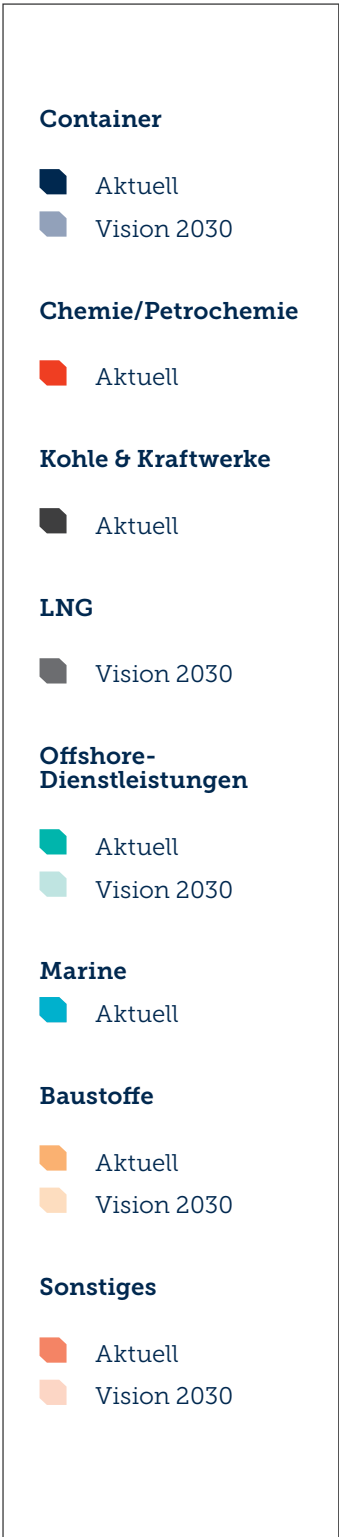 Container
Aktuell
Vision 2030
Chemie/Petrochemie
Aktuell
Kohle & Kraftwerke
Aktuell
LNG
Vision 2030
Offshore-
Dienstleistungen
Aktuell
Vision 2030
Marine
Aktuell
Baustoffe
Aktuell
Vision 2030
Sonstiges
Aktuell
Vision 2030